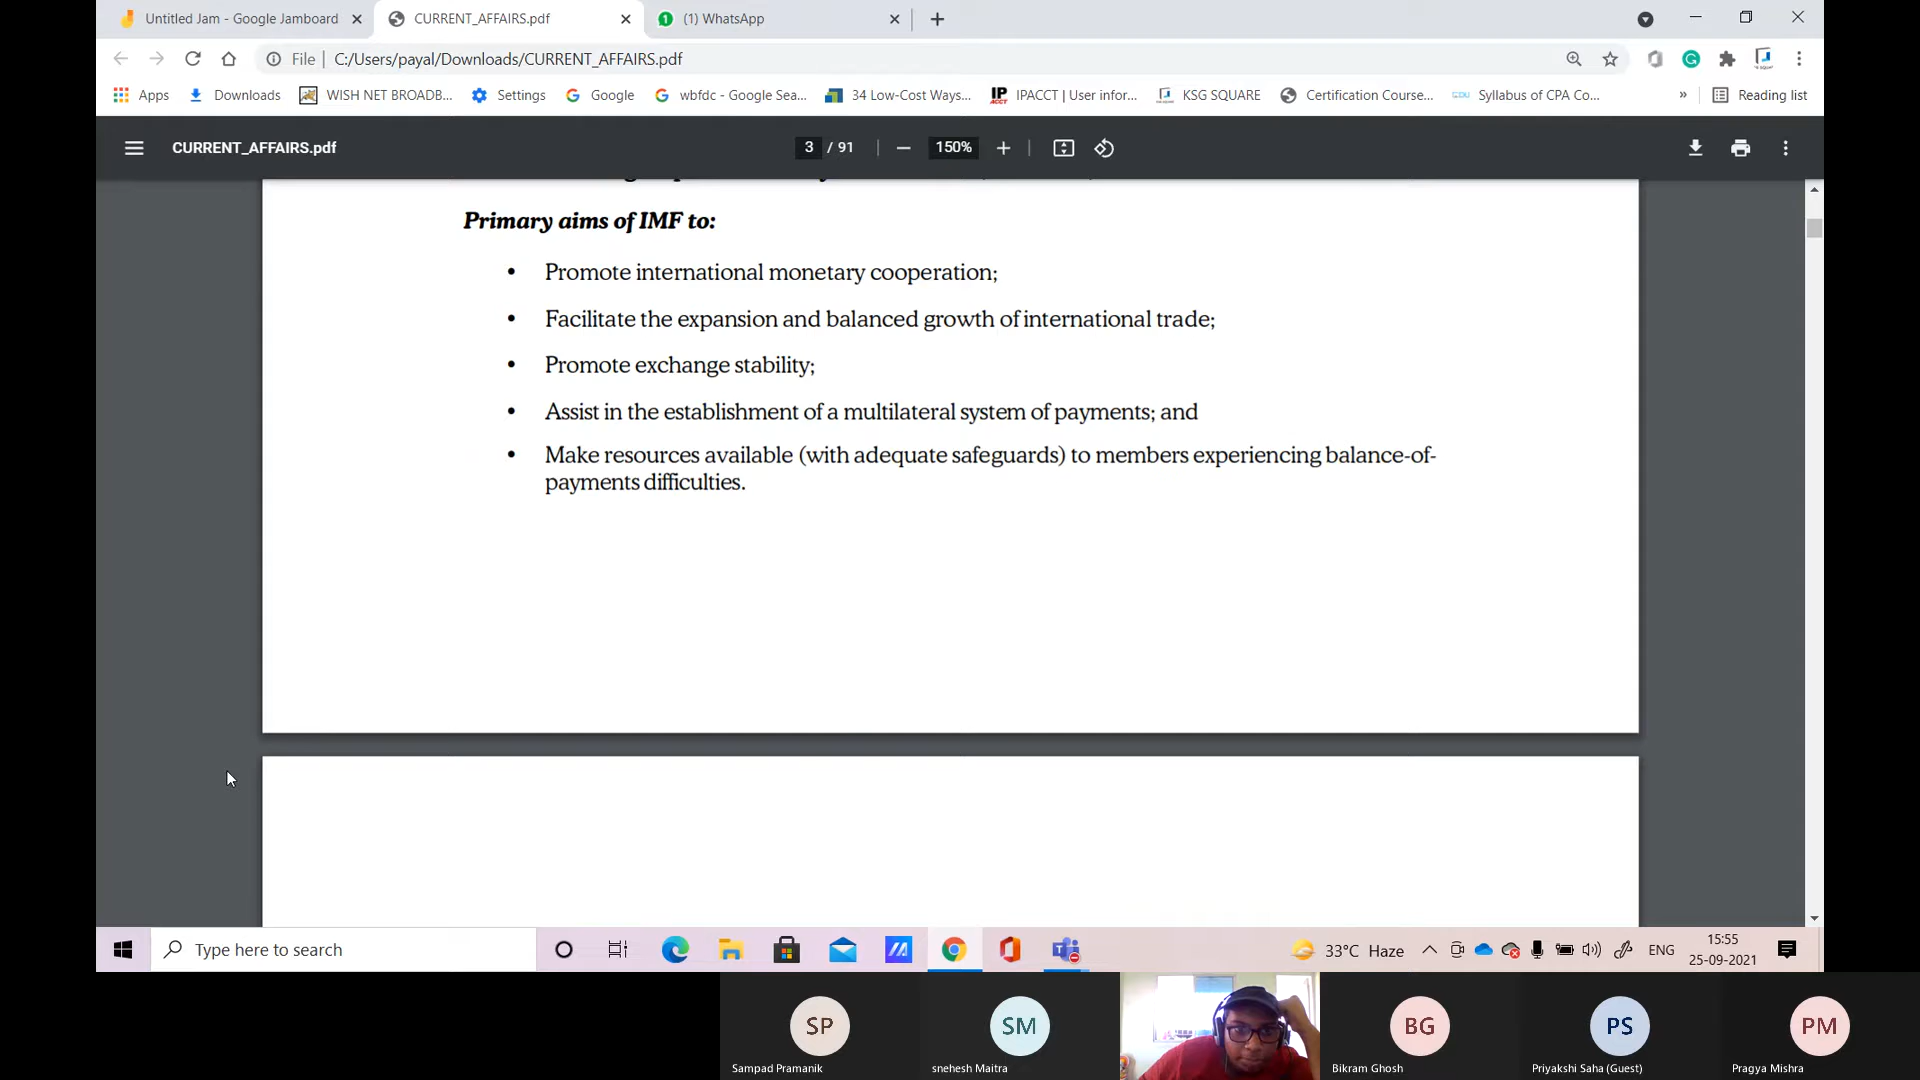 Untitled Jam - Google Jamboard
CURRENT_AFFAIRS.pdf
(1) WhatsApp
File
C:/Users/payal/Downloads/CURRENT_AFFAIRS.pdf
Apps
Downloads
WISH NET BROADB...
Settings
Google
wbfdc - Google Sea...
34 Low-Cost Ways...
IP ACCT
IPACCT | User infor...
KSG SQUARE
Certification Course...
Syllabus of CPA Co...
»
Reading list
CURRENT_AFFAIRS.pdf
3 / 91
150%
Primary aims of IMF to:
• Promote international monetary cooperation;
• Facilitate the expansion and balanced growth of international trade;
• Promote exchange stability;
• Assist in the establishment of a multilateral system of payments; and
• Make resources available (with adequate safeguards) to members experiencing balance-of-
payments difficulties.
Type here to search
33°C Haze
ENG
15:55
25-09-2021
SP
SM
BG
PS
PM
Sampad Pramanik
snehesh Maitra
Bikram Ghosh
Priyakshi Saha (Guest)
Pragya Mishra